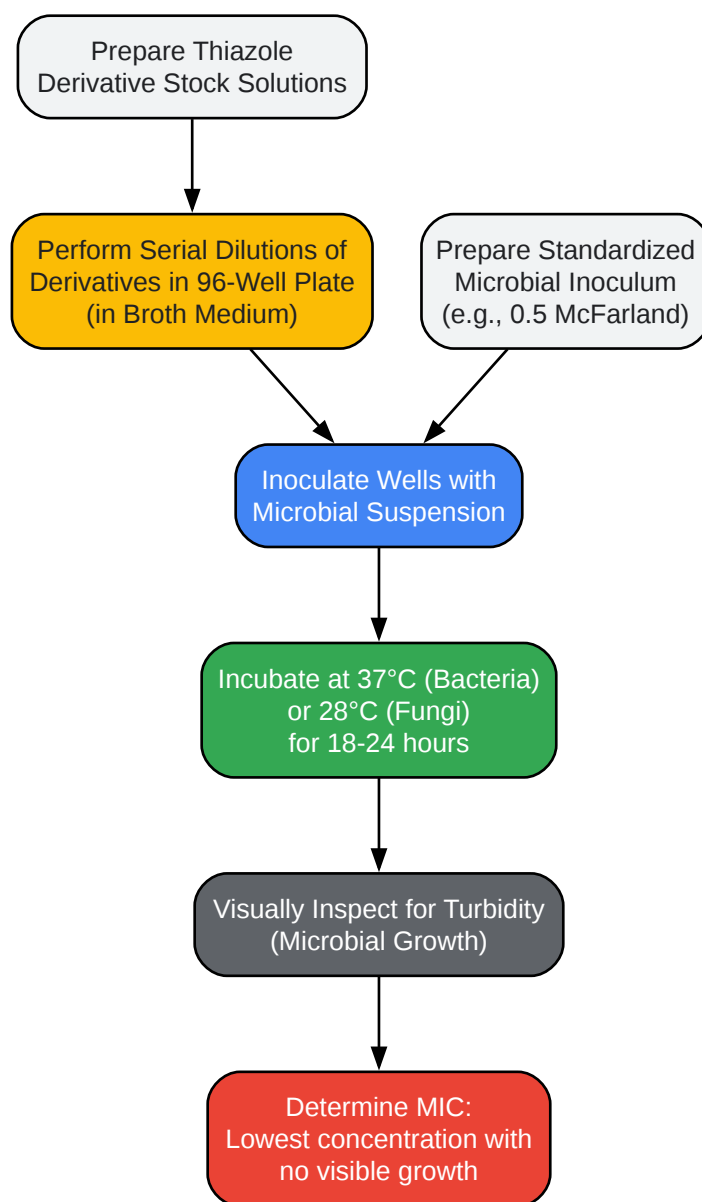 Prepare Thiazole
Derivative Stock Solutions
Perform Serial Dilutions of
Derivatives in 96-Well Plate
(in Broth Medium)
Prepare Standardized
Microbial Inoculum
(e.g., 0.5 McFarland)
Inoculate Wells with
Microbial Suspension
Incubate at 37°C (Bacteria)
or 28°C (Fungi)
for 18-24 hours
Visually Inspect for Turbidity
(Microbial Growth)
Determine MIC:
Lowest concentration with
no visible growth